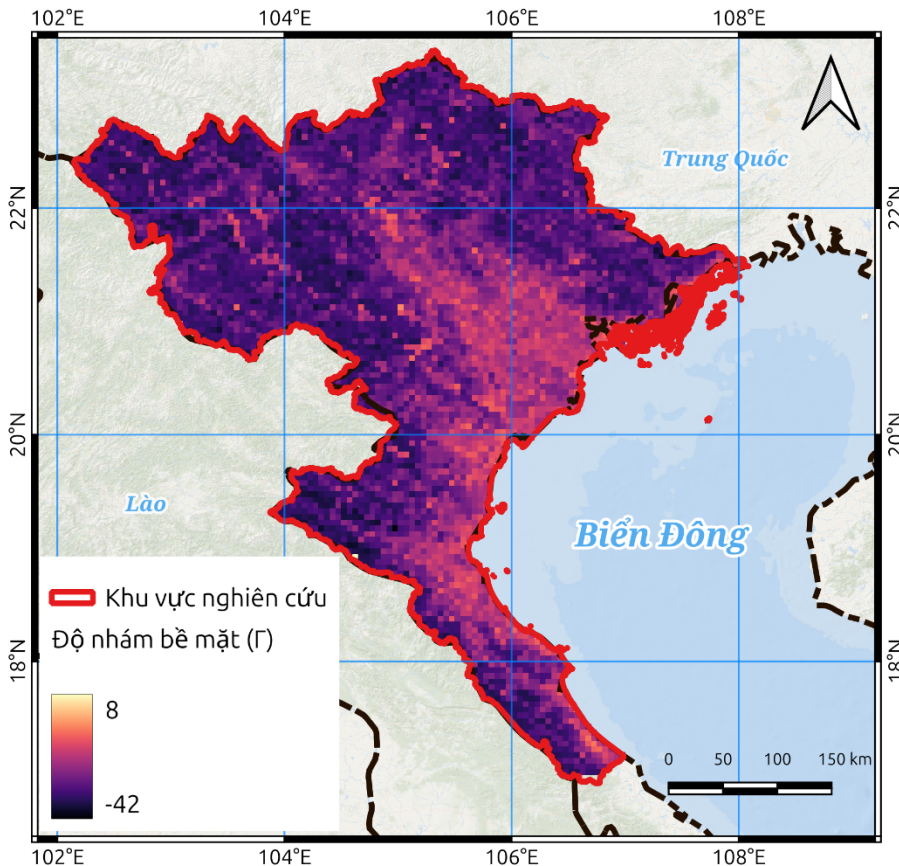 102°E 104°E 106°E 108°E
22°N 22°N
20°N 20°N
18°N 18°N
Trung Quốc
Lào
Biển Đông
Khu vực nghiên cứu
Độ nhám bề mặt (Γ)
8
-42
0 50 100 150 km
102°E 104°E 106°E 108°E